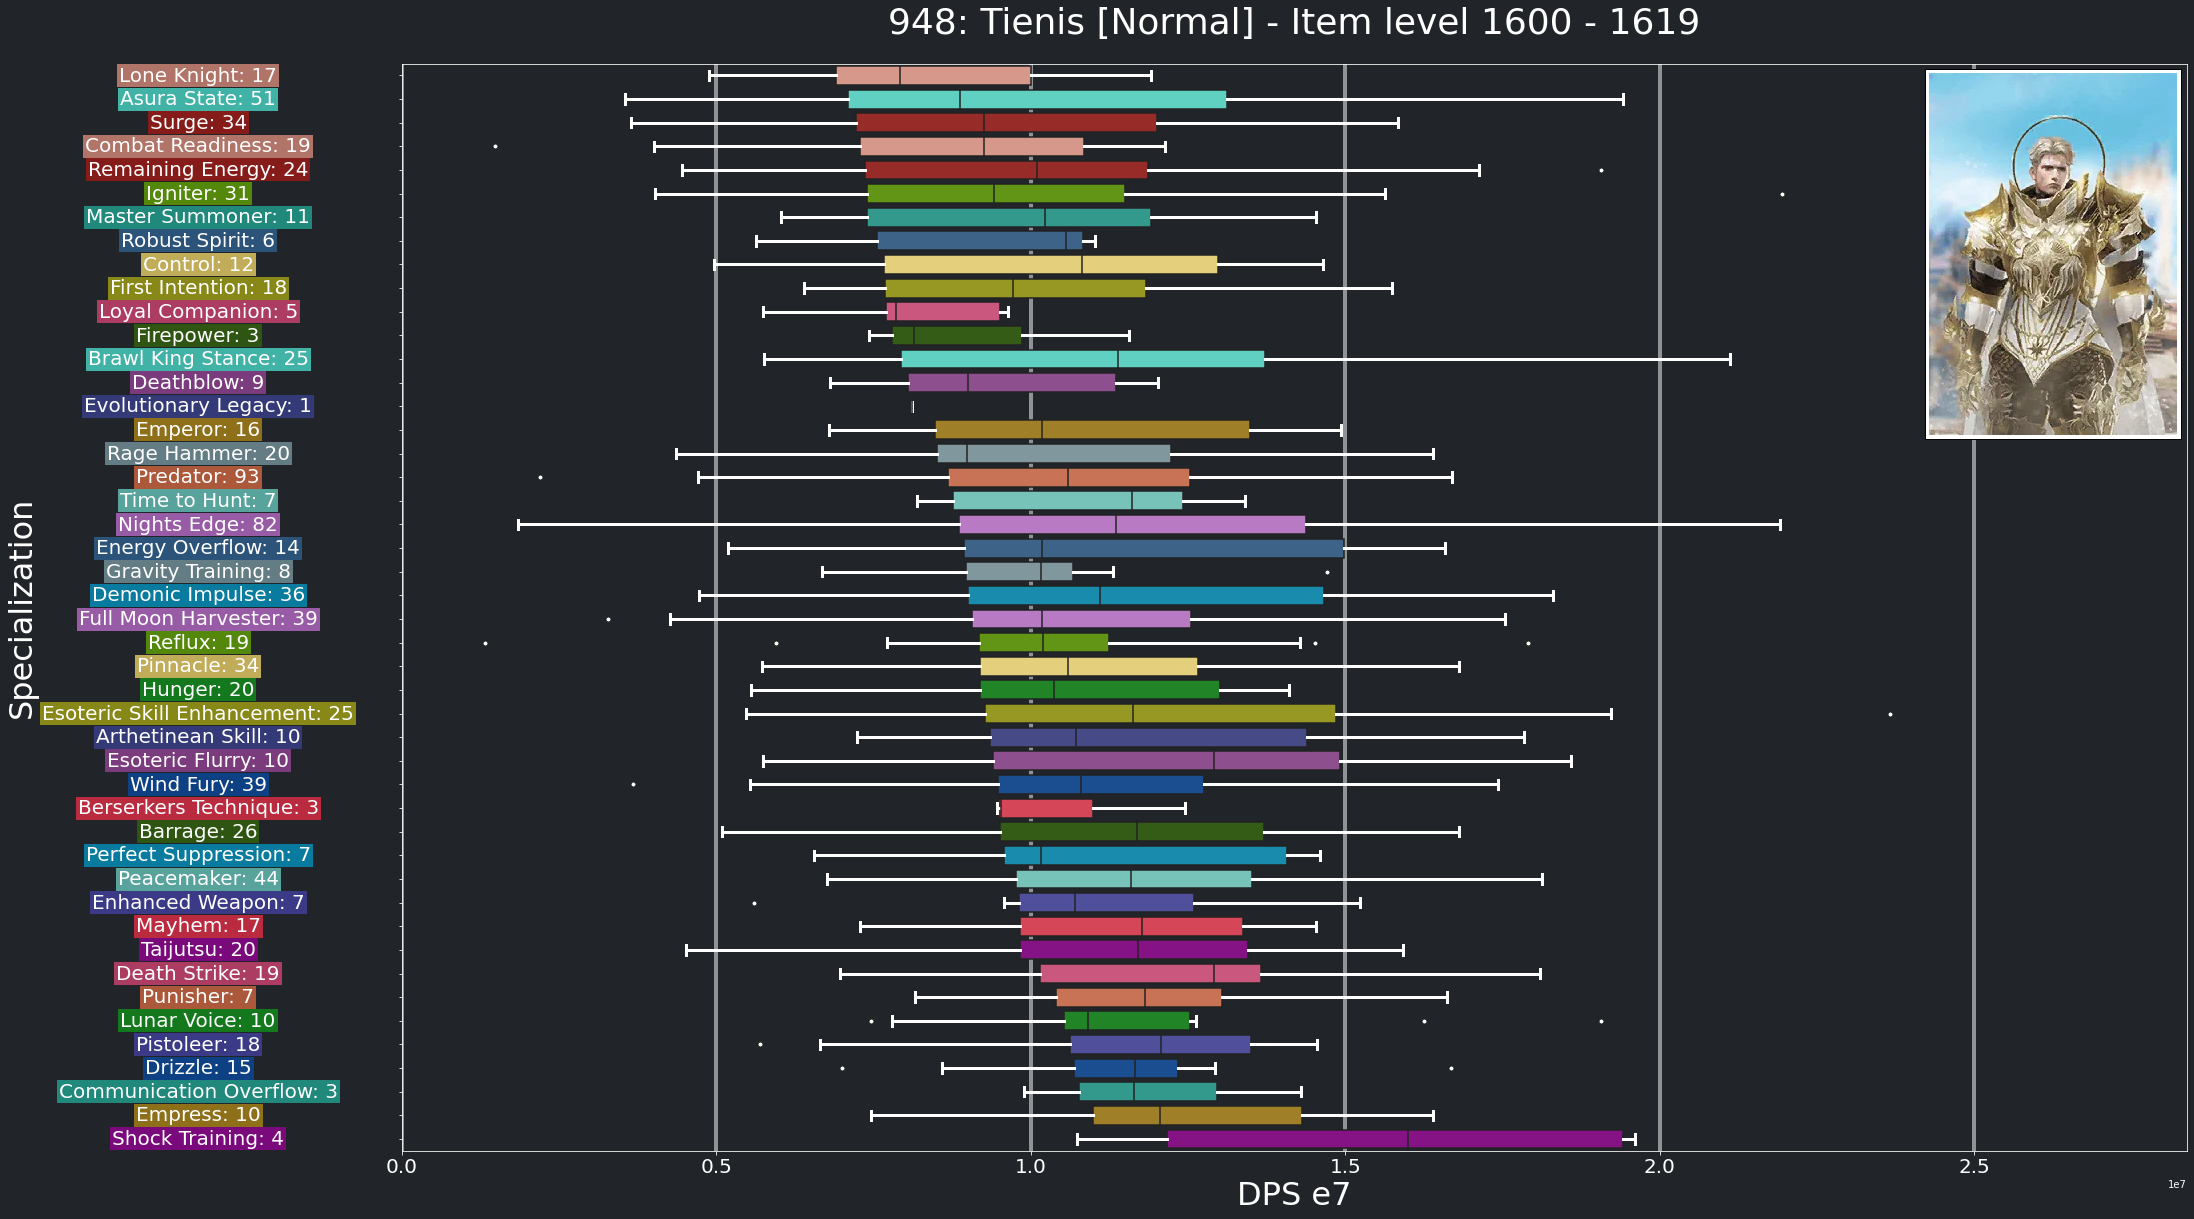 948: Tienis [Normal] - Item level 1600 - 1619
Specialization
Lone Knight: 17
Asura State: 51
Surge: 34
Combat Readiness: 19
Remaining Energy: 24
Igniter: 31
Master Summoner: 11
Robust Spirit: 6
Control: 12
First Intention: 18
Loyal Companion: 5
Firepower: 3
Brawl King Stance: 25
Deathblow: 9
Evolutionary Legacy: 1
Emperor: 16
Rage Hammer: 20
Predator: 93
Time to Hunt: 7
Nights Edge: 82
Energy Overflow: 14
Gravity Training: 8
Demonic Impulse: 36
Full Moon Harvester: 39
Reflux: 19
Pinnacle: 34
Hunger: 20
Esoteric Skill Enhancement: 25
Arthetinean Skill: 10
Esoteric Flurry: 10
Wind Fury: 39
Berserkers Technique: 3
Barrage: 26
Perfect Suppression: 7
Peacemaker: 44
Enhanced Weapon: 7
Mayhem: 17
Taijutsu: 20
Death Strike: 19
Punisher: 7
Lunar Voice: 10
Pistoleer: 18
Drizzle: 15
Communication Overflow: 3
Empress: 10
Shock Training: 4
0.0 0.5 1.0 1.5 2.0 2.5
1e7
DPS e7